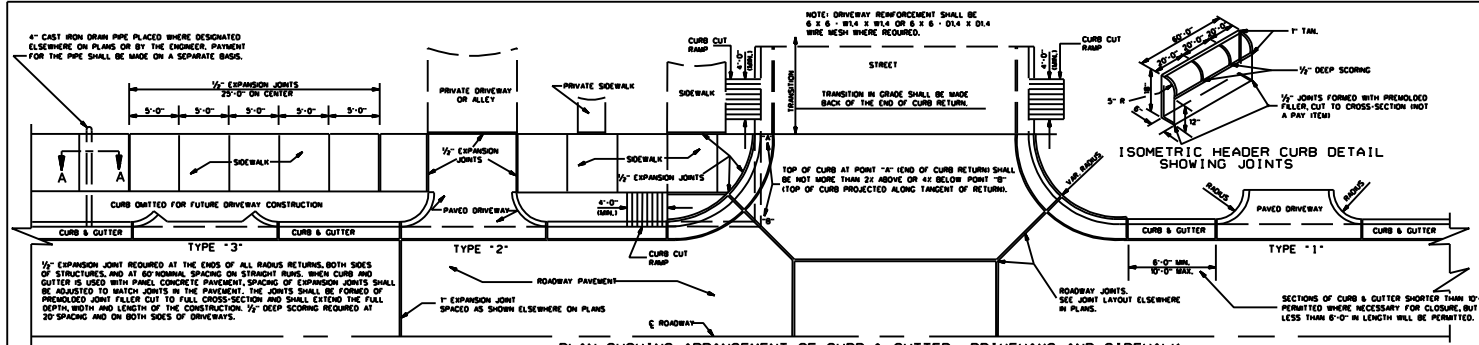 4" CAST IRON DRAIN PIPE PLACED WHERE DESIGNATED
ELSEWHERE ON PLANS OR BY THE ENGINEER. PAYMENT
FOR THE PIPE SHALL BE MADE ON A SEPARATE BASIS.
½" EXPANSION JOINTS
25'-0" ON CENTER
5'-0"
5'-0"
5'-0"
5'-0"
5'-0"
PRIVATE DRIVEWAY
OR ALLEY
PRIVATE SIDEWALK
SIDEWALK
CURB CUT
RAMP
4'-0"
(MIN.)
NOTE: DRIVEWAY REINFORCEMENT SHALL BE
6 X 6 - W1.4 X W1.4 OR 6 X 6 - D1.4 X D1.4
WIRE MESH WHERE REQUIRED.
TRANSITION
STREET
TRANSITION IN GRADE SHALL BE MADE
BACK OF THE END OF CURB RETURN.
4'-0"
(MIN.)
CURB CUT
RAMP
60'-0"
20'-0"
20'-0"
20'-0"
1" TAN.
½" DEEP SCORING
18"
5" R
6"
12"
½" JOINTS FORMED WITH PREMOLDED
FILLER, CUT TO CROSS-SECTION (NOT
A PAY ITEM)
ISOMETRIC HEADER CURB DETAIL
SHOWING JOINTS
A
A
SIDEWALK
½" EXPANSION
JOINTS
SIDEWALK
½" EXPANSION JOINTS
"A"
TOP OF CURB AT POINT "A" (END OF CURB RETURN) SHALL
BE NOT MORE THAN 2% ABOVE OR 4% BELOW POINT "B"
(TOP OF CURB PROJECTED ALONG TANGENT OF RETURN).
"B"
VAR. RADIUS
RADIUS
RADIUS
CURB OMITTED FOR FUTURE DRIVEWAY CONSTRUCTION
PAVED DRIVEWAY
4'-0"
(MIN.)
PAVED DRIVEWAY
CURB & GUTTER
CURB & GUTTER
CURB & GUTTER
TYPE "3"
TYPE "2"
TYPE "1"
CURB CUT
RAMP
½" EXPANSION JOINT REQUIRED AT THE ENDS OF ALL RADIUS RETURNS, BOTH SIDES
OF STRUCTURES, AND AT 60' NOMINAL SPACING ON STRAIGHT RUNS. WHEN CURB AND
GUTTER IS USED WITH PANEL CONCRETE PAVEMENT, SPACING OF EXPANSION JOINTS SHALL
BE ADJUSTED TO MATCH JOINTS IN THE PAVEMENT. THE JOINTS SHALL BE FORMED OF
PREMOLDED JOINT FILLER CUT TO FULL CROSS-SECTION AND SHALL EXTEND THE FULL
DEPTH, WIDTH AND LENGTH OF THE CONSTRUCTION. ½" DEEP SCORING REQUIRED AT
20' SPACING AND ON BOTH SIDES OF DRIVEWAYS.
ROADWAY PAVEMENT
1" EXPANSION JOINT
SPACED AS SHOWN ELSEWHERE ON PLANS
℄ ROADWAY
ROADWAY JOINTS.
SEE JOINT LAYOUT ELSEWHERE
IN PLANS.
6'-0" MIN.
10'-0" MAX.
SECTIONS OF CURB & GUTTER SHORTER THAN 10'
PERMITTED WHERE NECESSARY FOR CLOSURE, BUT
LESS THAN 6'-0" IN LENGTH WILL BE PERMITTED.
PLAN SHOWING ARRANGEMENT OF CURB & GUTTER, DRIVEWAYS AND SIDEWALK